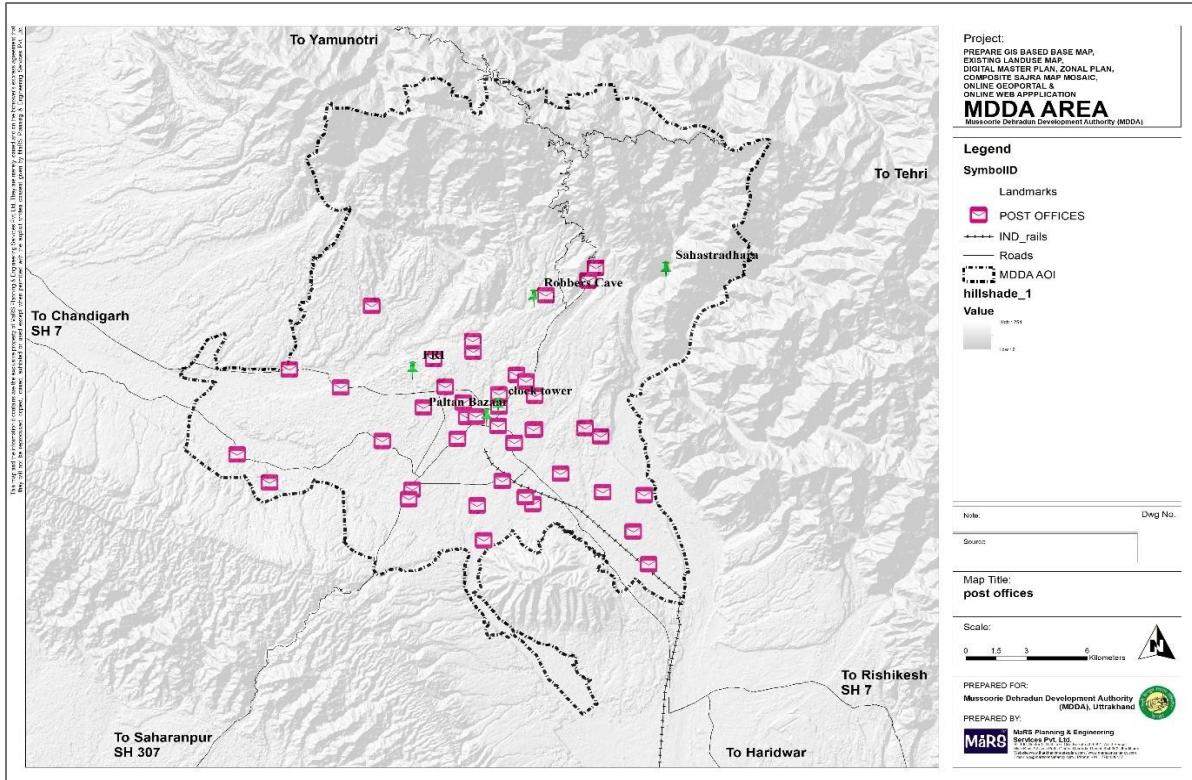 To Yamunotri
To Tehri
Sahastradhara
Robbers Cave
To Chandigarh
SH 7
FRI
clock tower
Paltan Bazaar
To Rishikesh
SH 7
To Saharanpur
SH 307
To Haridwar
Project:
PREPARE GIS BASED BASE MAP,
EXISTING LANDUSE MAP,
DIGITAL MASTER PLAN, ZONAL PLAN,
COMPOSITE SAJRA MAP MOSAIC,
ONLINE GEOPORTAL &
ONLINE WEB APPPLICATION
MDDA AREA
Mussoorie Dehradun Development Authority (MDDA)
Legend
SymbolID
Landmarks
POST OFFICES
IND_rails
Roads
MDDA AOI
hillshade_1
Value
Note:
Dwg No.
Source
Map Title:
post offices
Scale:
0 1.5 3 6
Kilometers
N
PREPARED FOR:
Mussoorie Dehradun Development Authority
(MDDA), Uttrakhand
PREPARED BY:
MaRS
MaRS Planning & Engineering
Services Pvt. Ltd.